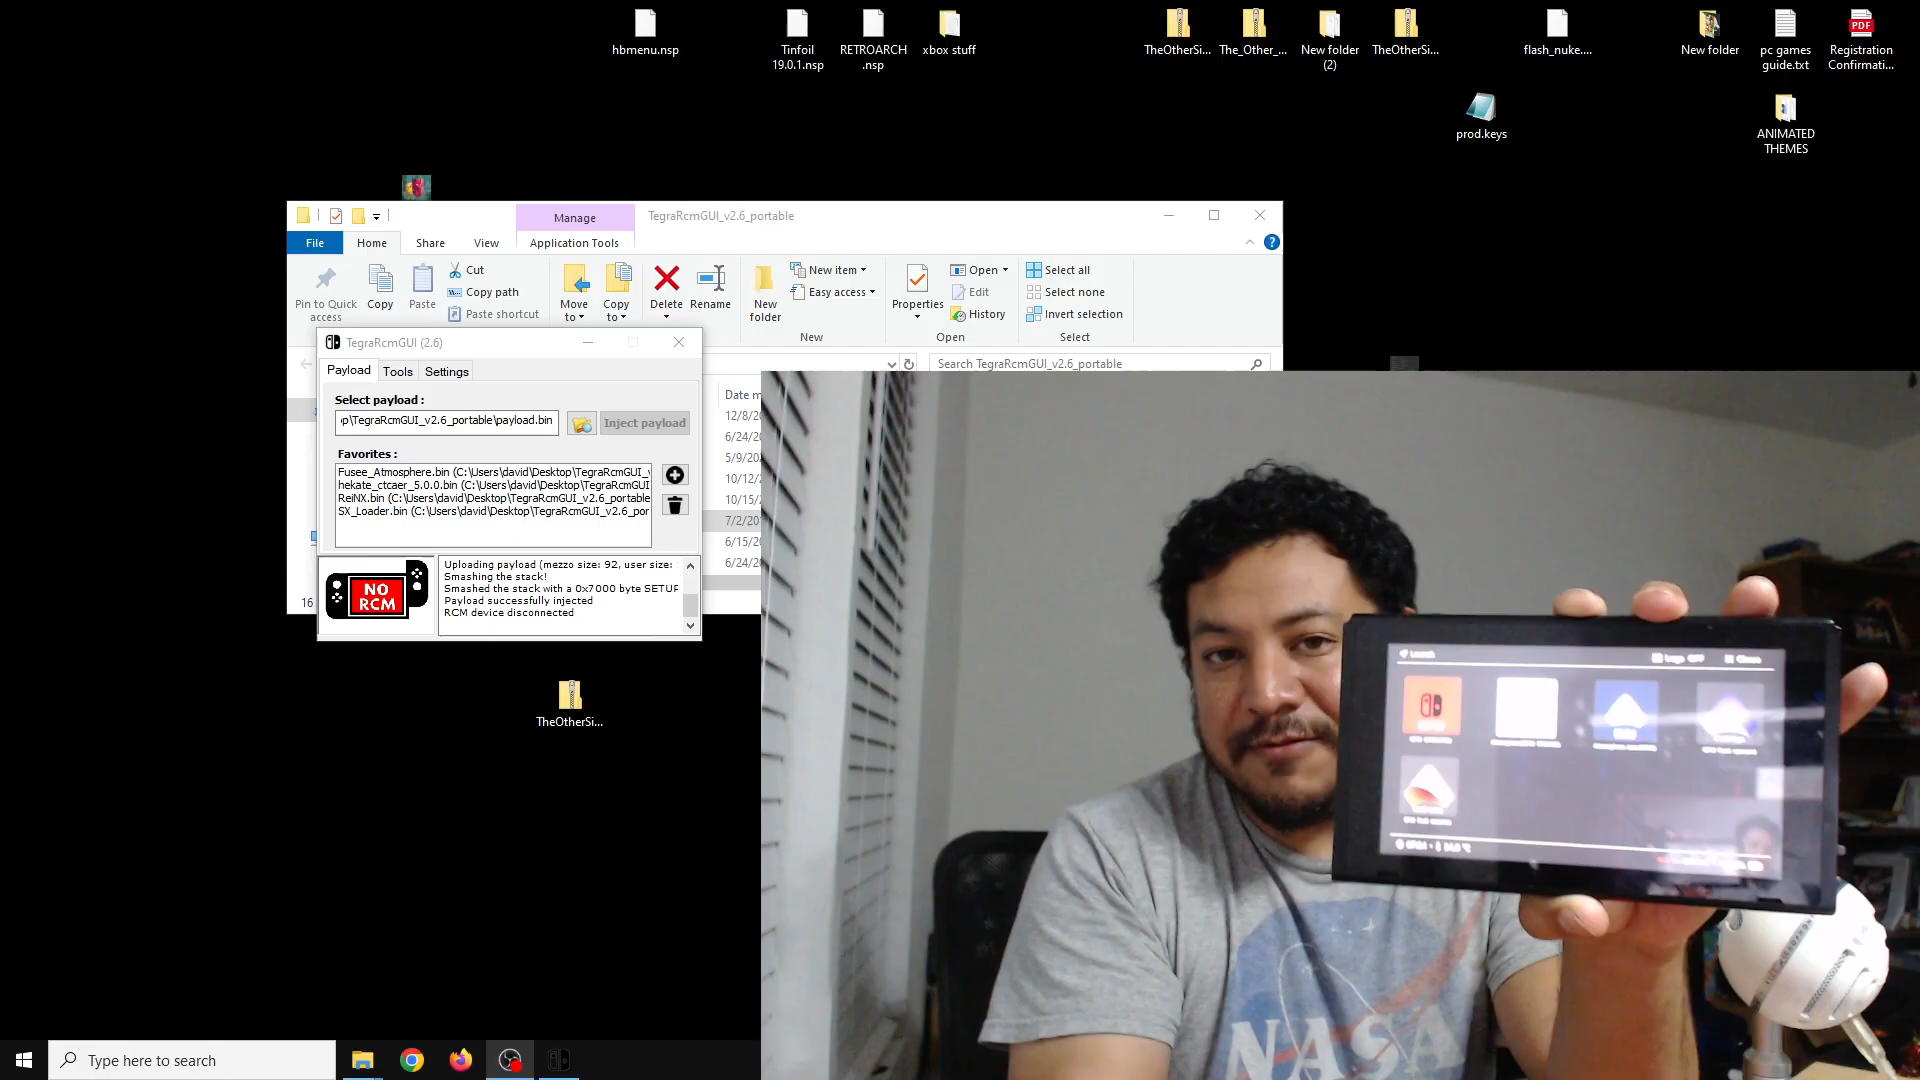 hbmenu.nsp
Tinfoil
19.0.1.nsp
RETROARCH
.nsp
xbox stuff
TheOtherSi...
The_Other_...
New folder
(2)
TheOtherSi...
flash_nuke....
New folder
pc games
guide.txt
PDF
Registration
Confirmati...
prod.keys
ANIMATED
THEMES
Manage
TegraRcmGUI_v2.6_portable
File
Home
Share
View
Application Tools
Pin to Quick
access
Copy
Paste
Cut
Copy path
Paste shortcut
Move
to
Copy
to
Delete
Rename
New
folder
New item
Easy access
New
Properties
Open
Edit
History
Open
Select all
Select none
Invert selection
Select
Search TegraRcmGUI_v2.6_portable
TegraRcmGUI (2.6)
Payload
Tools
Settings
Select payload :
p\TegraRcmGUI_v2.6_portable\payload.bin
Inject payload
Favorites :
Fusee_Atmosphere.bin (C:\Users\david\Desktop\TegraRcmGUI_v
hekate_ctcaer_5.0.0.bin (C:\Users\david\Desktop\TegraRcmGUI
ReiNX.bin (C:\Users\david\Desktop\TegraRcmGUI_v2.6_portable
SX_Loader.bin (C:\Users\david\Desktop\TegraRcmGUI_v2.6_por
NO
RCM
Uploading payload (mezzo size: 92, user size:
Smashing the stack!
Smashed the stack with a 0x7000 byte SETUP
Payload successfully injected
RCM device disconnected
Date m
12/8/20
6/24/20
5/9/20
10/12/
10/15/2
7/2/20
6/15/20
6/24/20
16
TheOtherSi...
Launch
Logs OFF
Close
NASA
Type here to search